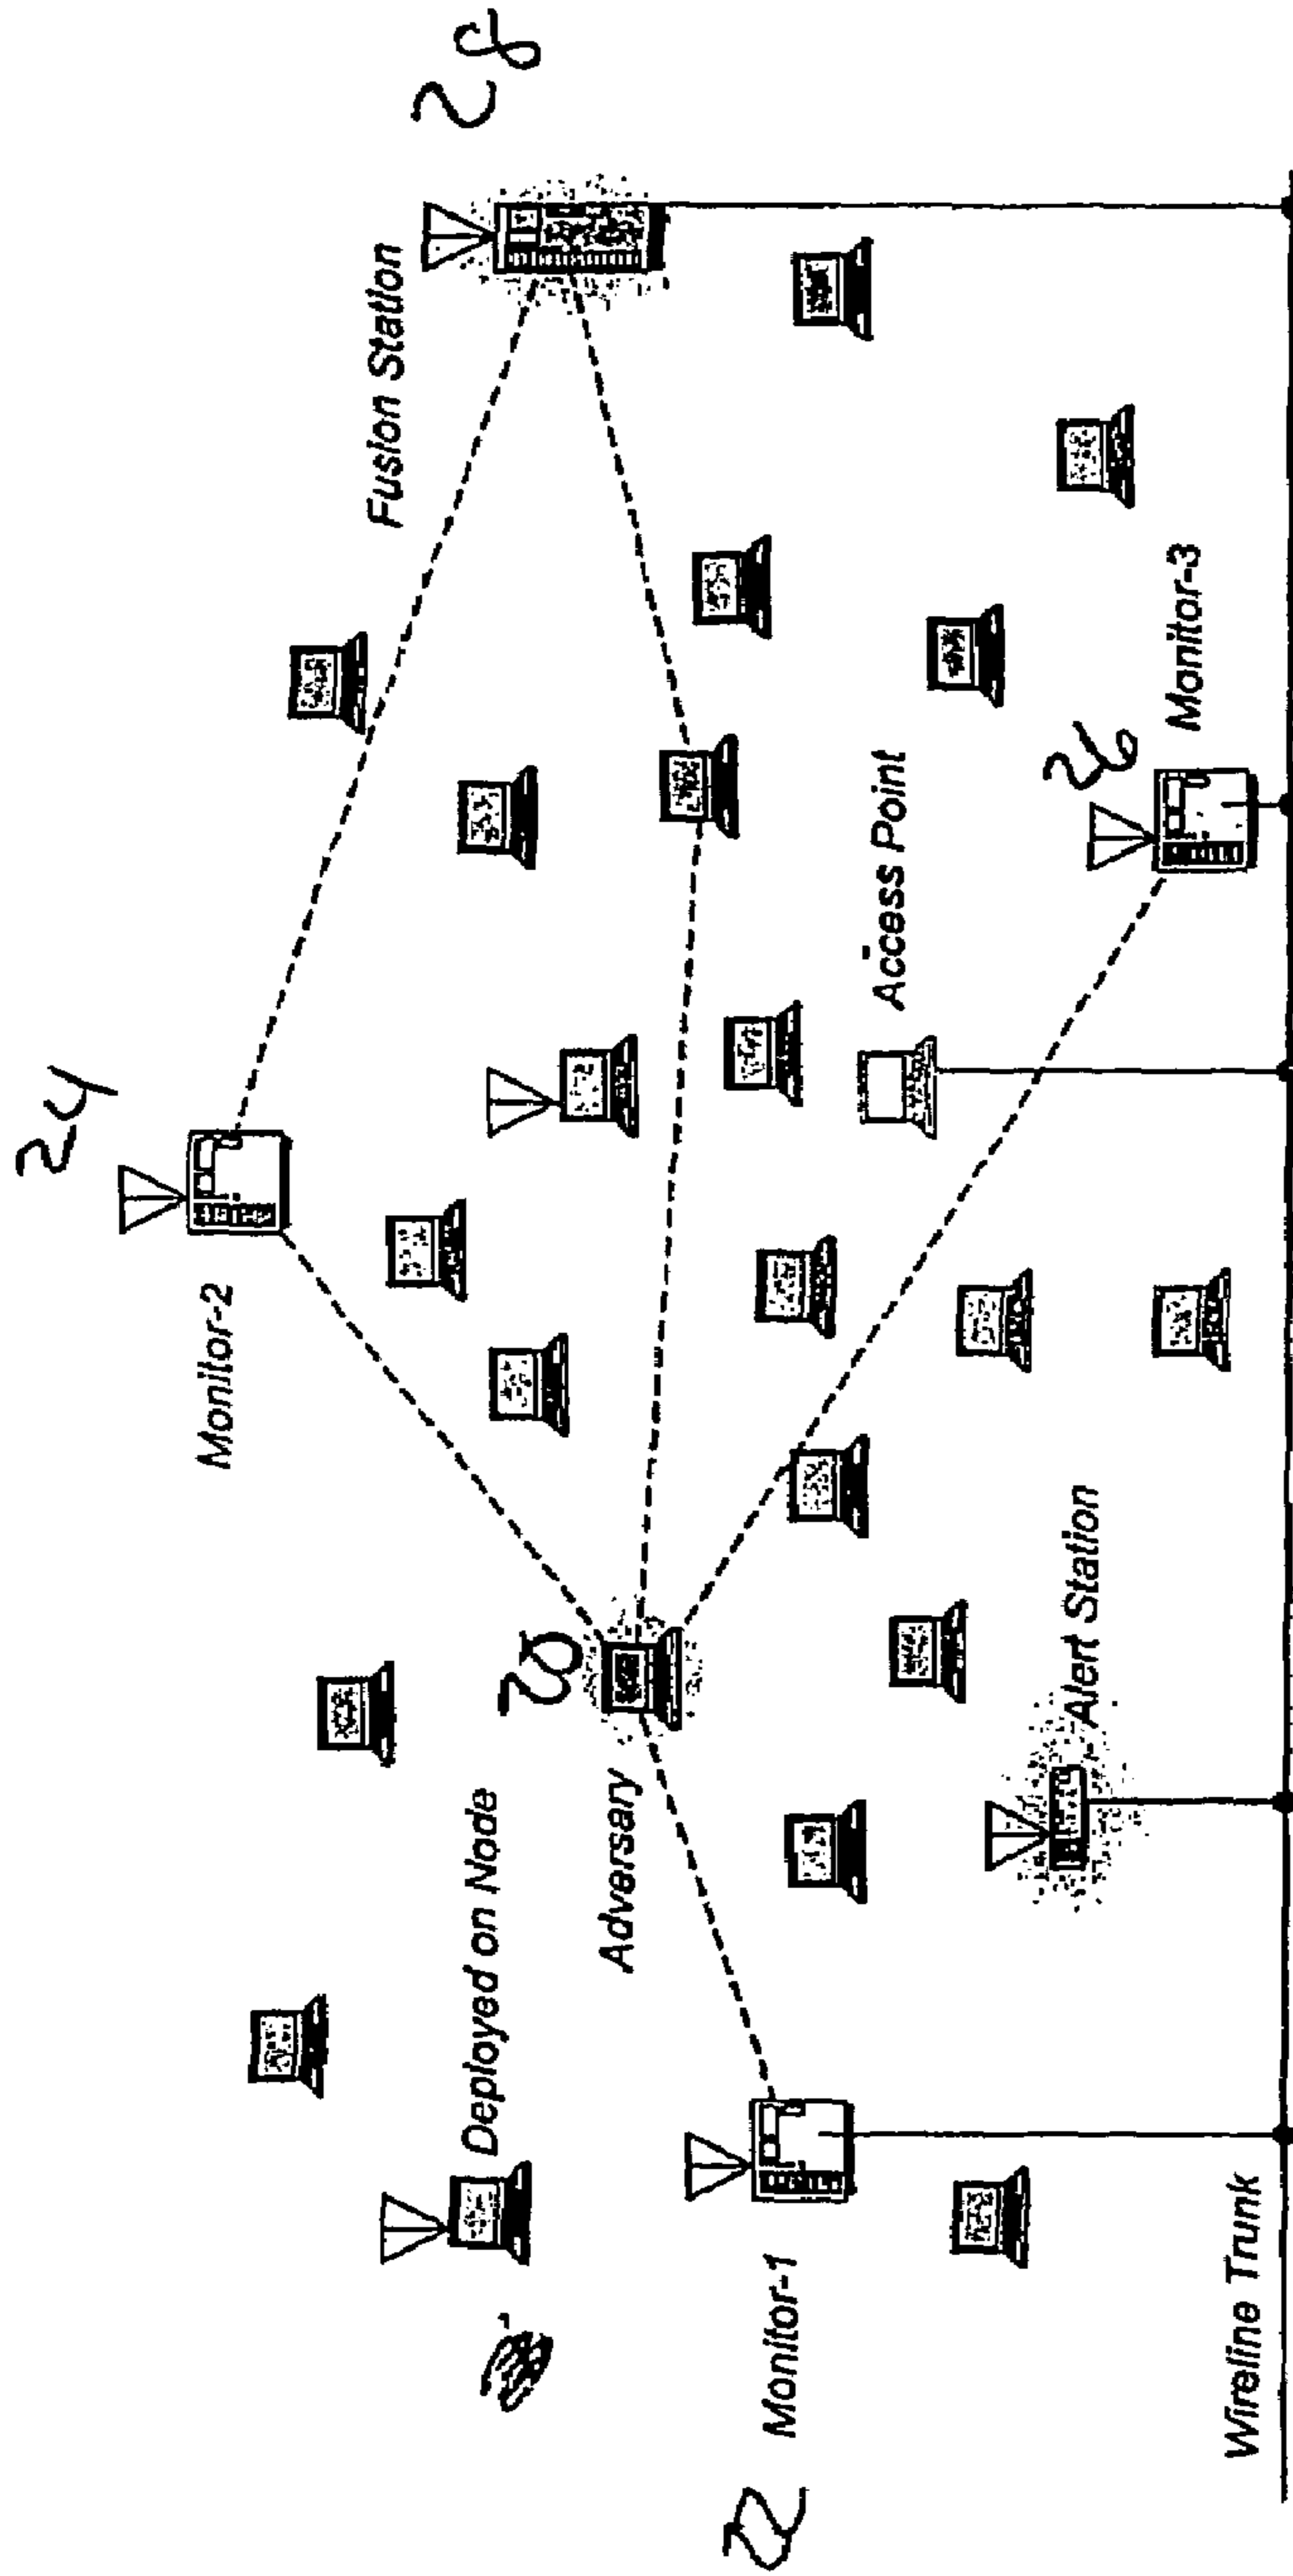 24
28
Fusion Station
Monitor-2
Deployed on Node
20
Adversary
Access Point
26
Monitor-3
22
Monitor-1
Alert Station
Wireline Trunk